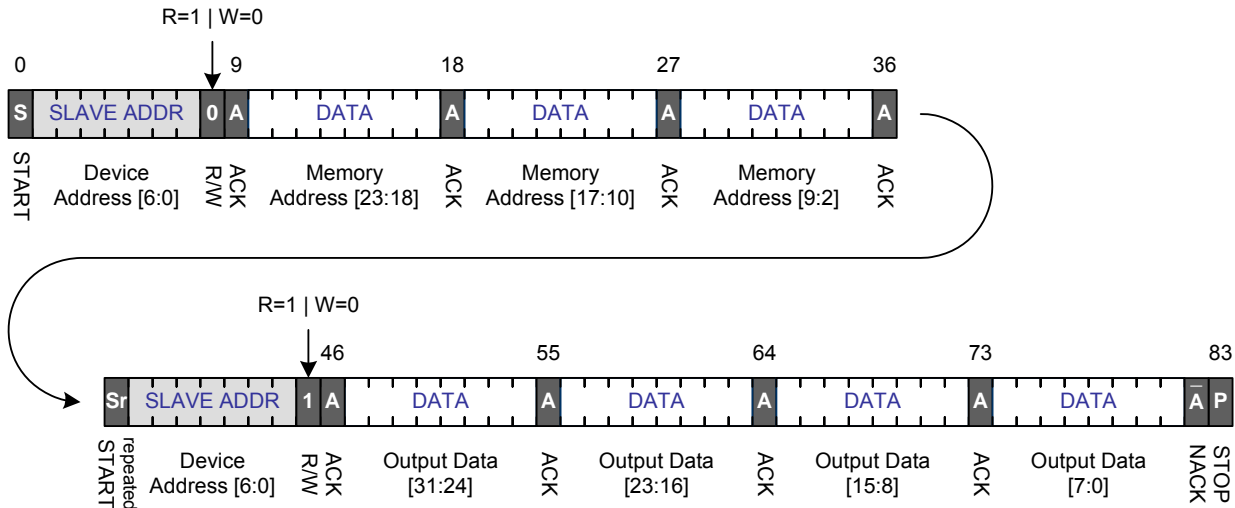 R=1 | W=0
0 9 18 27 36
S SLAVE ADDR 0 A DATA A DATA A DATA A
START Device Address [6:0] R/W ACK Memory Address [23:18] ACK Memory Address [17:10] ACK Memory Address [9:2] ACK
R=1 | W=0
46 55 64 73 83
Sr SLAVE ADDR 1 A DATA A DATA A DATA A DATA A̅ P
repeated START Device Address [6:0] R/W ACK Output Data [31:24] ACK Output Data [23:16] ACK Output Data [15:8] ACK Output Data [7:0] NACK STOP